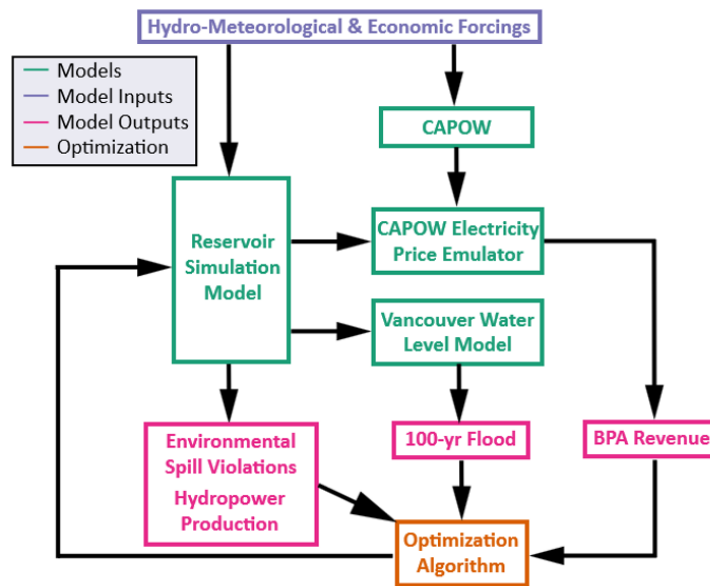 Hydro-Meteorological & Economic Forcings
Models
Model Inputs
Model Outputs
Optimization
CAPOW
Reservoir
Simulation
Model
CAPOW Electricity
Price Emulator
Vancouver Water
Level Model
Environmental
Spill Violations
Hydropower
Production
100-yr Flood
BPA Revenue
Optimization
Algorithm